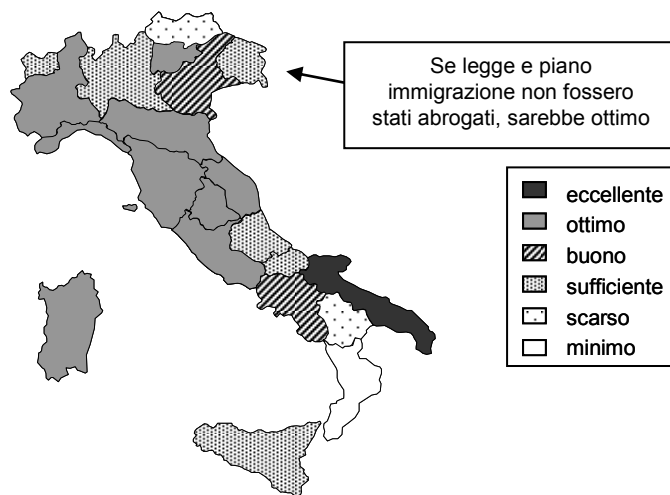 Se legge e piano
immigrazione non fossero
stati abrogati, sarebbe ottimo
eccellente
ottimo
buono
sufficiente
scarso
minimo